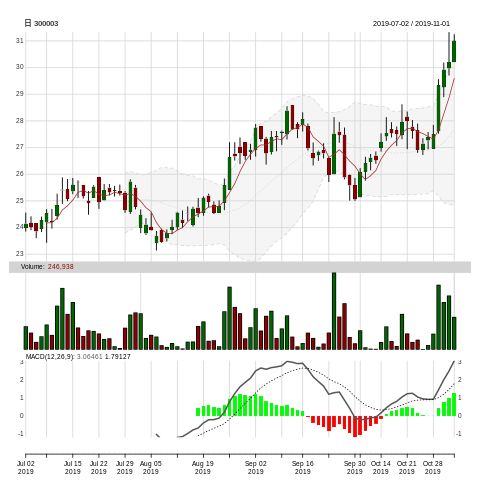 日 300003
2019-07-02 / 2019-11-01
31
30
29
28
27
26
25
24
23
Volume: 246,938
MACD(12,26,9): 3.06461 1.79127
3 3
2 2
1 1
0 0
-1 -1
Jul 02 Jul 15 Jul 22 Jul 29 Aug 05 Aug 19 Sep 02 Sep 16 Sep 30 Oct 14 Oct 21 Oct 28
2019 2019 2019 2019 2019 2019 2019 2019 2019 2019 2019 2019